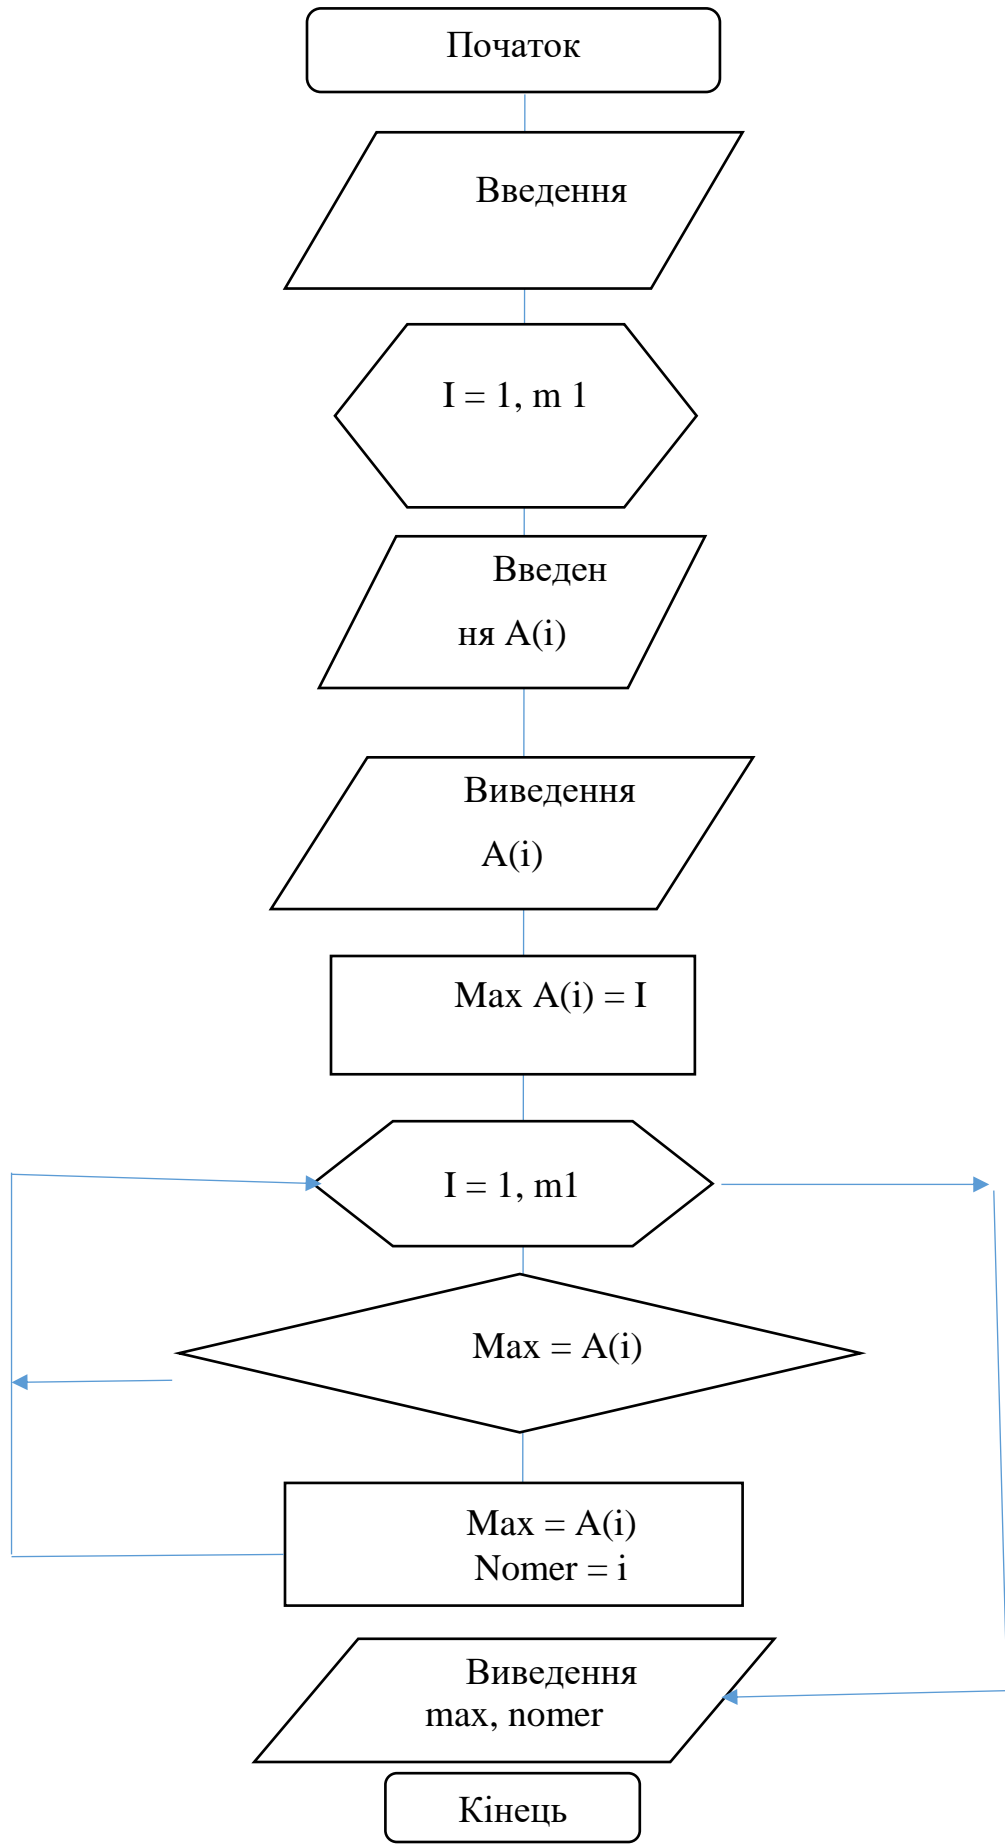 Початок
Введення
I = 1, m 1
Введен
ня A(i)
Виведення
A(i)
Max A(i) = I
I = 1, m1
Max = A(i)
Max = A(i)
Nomer = i
Виведення
max, nomer
Кінець